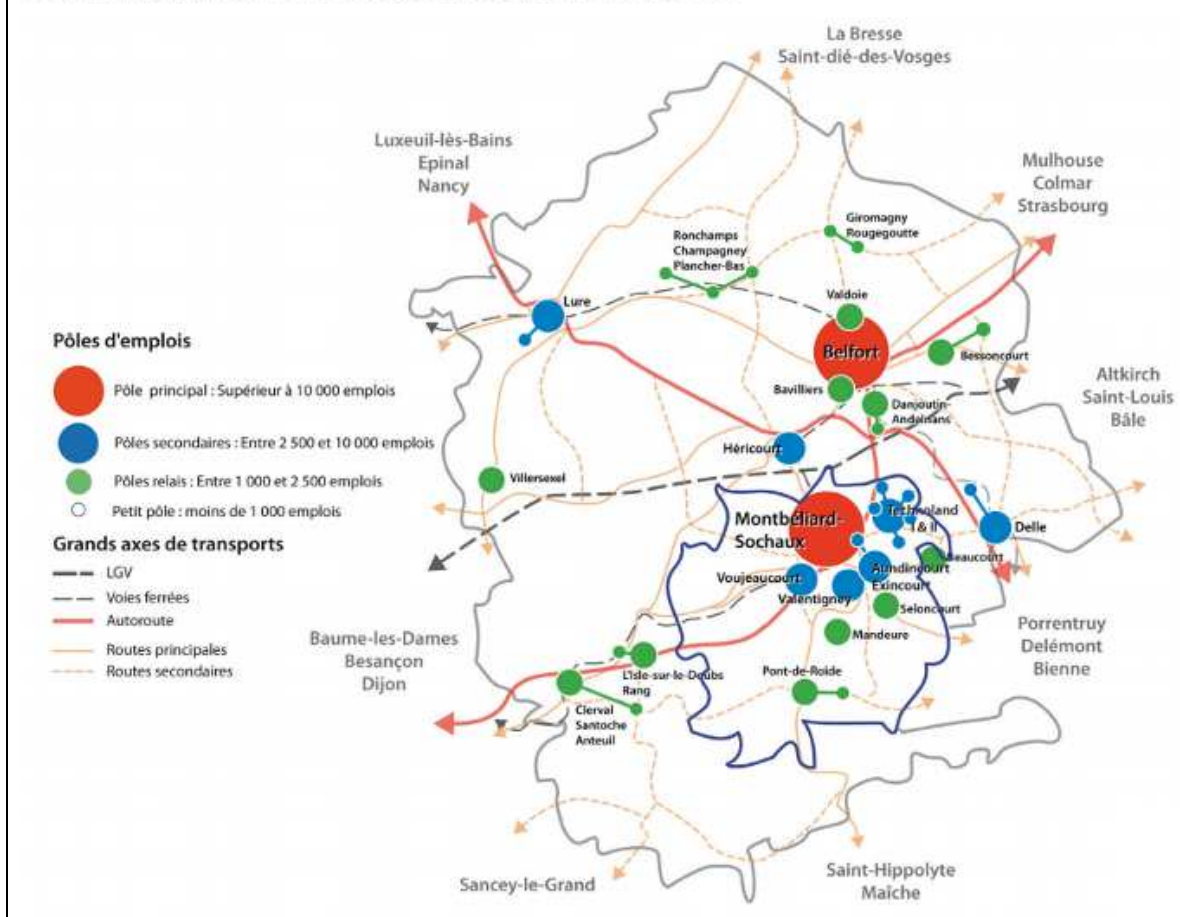 La Bresse
Saint-dié-des-Vosges
Luxeuil-lès-Bains
Epinal
Nancy
Mulhouse
Colmar
Strasbourg
Giromagny
Rougegoutte
Ronchamps
Champagney
Plancher-Bas
Lure
Valdoie
Pôles d'emplois
Belfort
Bessoncourt
Pôle principal : Supérieur à 10 000 emplois
Bavilliers
Altkirch
Saint-Louis
Bâle
Danjoutin-
Andelnans
Pôles secondaires : Entre 2 500 et 10 000 emplois
Héricourt
Pôles relais : Entre 1 000 et 2 500 emplois
Villersexel
Petit pôle : moins de 1 000 emplois
Montbéliard-
Sochaux
Technoland
I & II
Delle
Grands axes de transports
Beaucourt
LGV
Voujeaucourt
Audincourt
Exincourt
Valentigney
Voies ferrées
Seloncourt
Autoroute
Mandeure
Routes principales
Routes secondaires
Baume-les-Dames
Besançon
Dijon
Porrentruy
Delémont
Bienne
L'Isle-sur-le-Doubs
Rang
Pont-de-Roide
Clerval
Santoche
Anteuil
Sancey-le-Grand
Saint-Hippolyte
Maîche